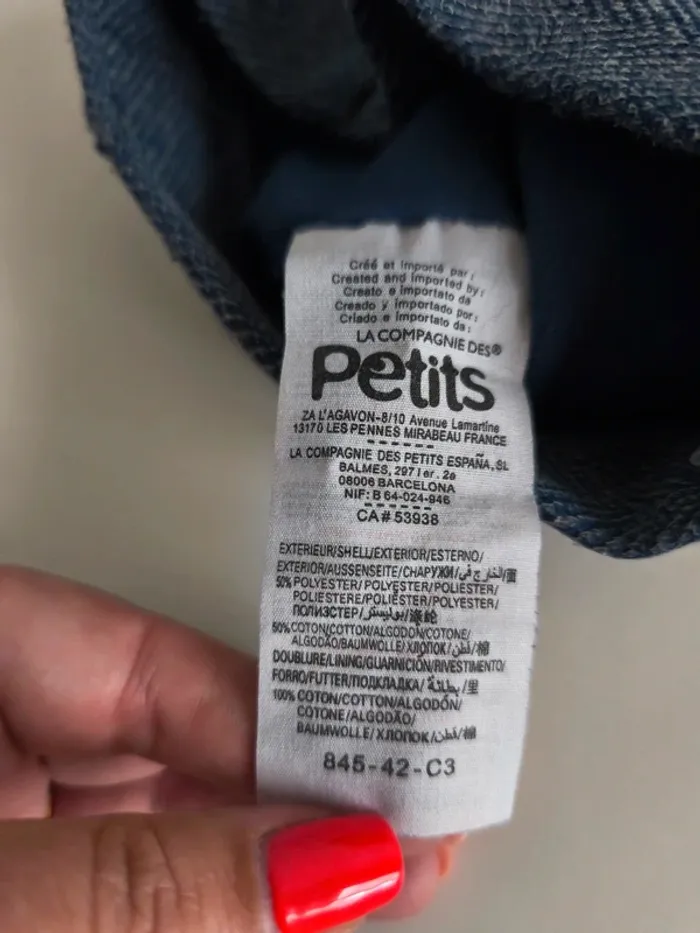 Créé et importé par:
Created and imported by:
Creato e importato da
Creado y importado por:
Criado e importato da:
LA COMPAGNIE DES®
Petits
ZA L'AGAVON-8/10 Avenue Lamartine
13170 LES PENNES MIRABEAU FRANCE
LA COMPAGNIE DES PETITS ESPAÑA, SL
BALMES, 297 1er. 2a
08006 BARCELONA
NIF: B 64-024-946
CA# 53938
EXTERIEUR/SHELL/EXTERIOR/ESTERNO/
EXTERIOR/AUSSENSEITE/СНАРУЖИ/الخارج في/面
50% POLYESTER/POLYESTER/POLIESTER/
POLIESTERE/POLIÉSTER/POLYESTER/
ПОЛИЭСТЕР/بوليستر/
50% COTON/COTTON/ALGODÓN/COTONE/
ALGODÃO/BAUMWOLLE/ХЛОПОК/قطن/棉
DOUBLURE/LINING/GUARNICIÓN/RIVESTIMENTO/
FORRO/FUTTER/ПОДКЛАДКА/بطانة/里
100% COTON/COTTON/ALGODÓN/
COTONE/ALGODÃO/
BAUMWOLLE/ХЛОПОК/قطن/棉
845-42-C3